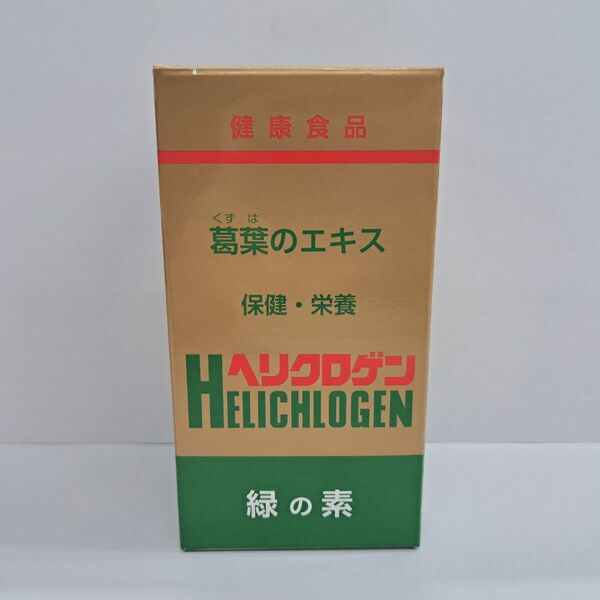 健康食品
くず は
葛葉のエキス
保健・栄養
ヘリクロゲン
HELICHLOGEN
緑の素